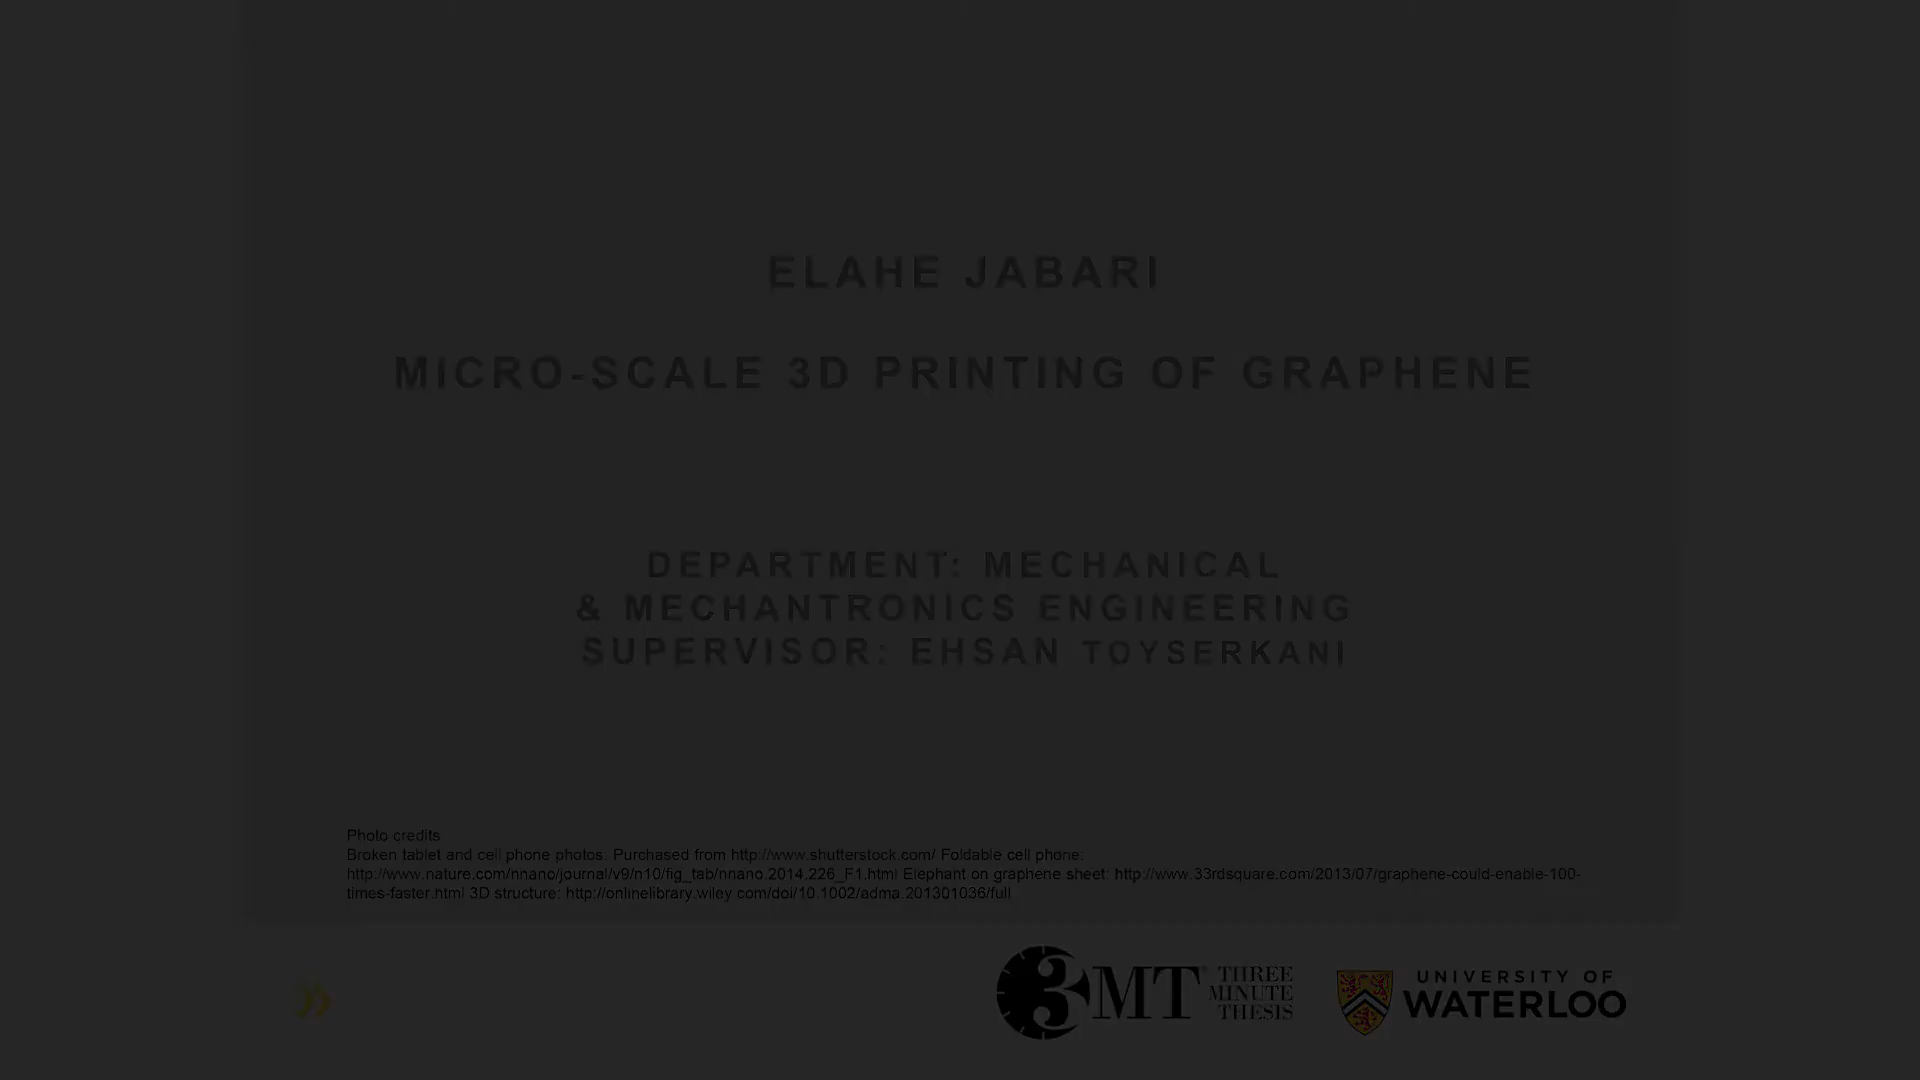 ELAHE JABARI
MICRO-SCALE 3D PRINTING OF GRAPHENE
DEPARTMENT: MECHANICAL
& MECHANTRONICS ENGINEERING
SUPERVISOR: EHSAN TOYSERKANI
Photo credits
Broken tablet and cell phone photos: Purchased from http://www.shutterstock.com/ Foldable cell phone:
http://www.nature.com/nnano/journal/v9/n10/fig_tab/nnano.2014.226_F1.html Elephant on graphene sheet: http://www.33rdsquare.com/2013/07/graphene-could-enable-100-
times-faster.html 3D structure: http://onlinelibrary.wiley.com/doi/10.1002/adma.201301036/full
3MT THREE
MINUTE
THESIS
UNIVERSITY OF
WATERLOO